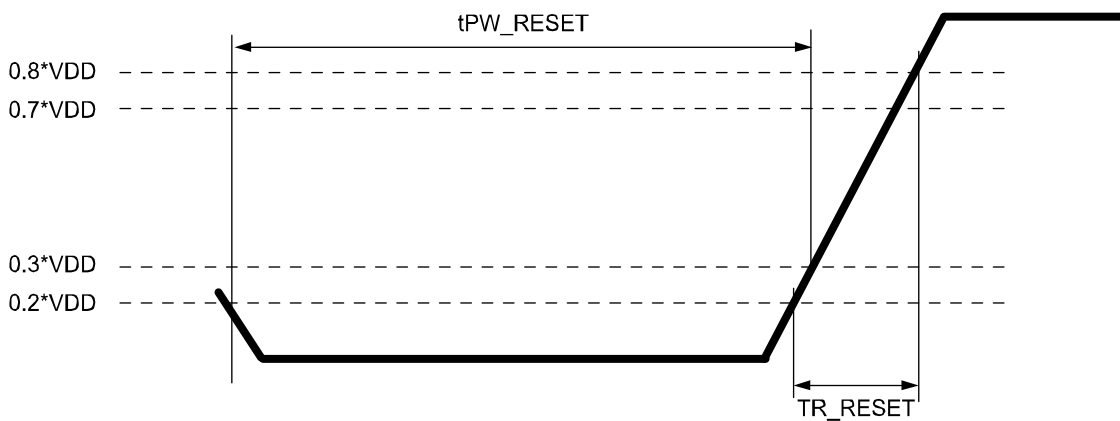 tPW_RESET
0.8*VDD
0.7*VDD
0.3*VDD
0.2*VDD
TR_RESET